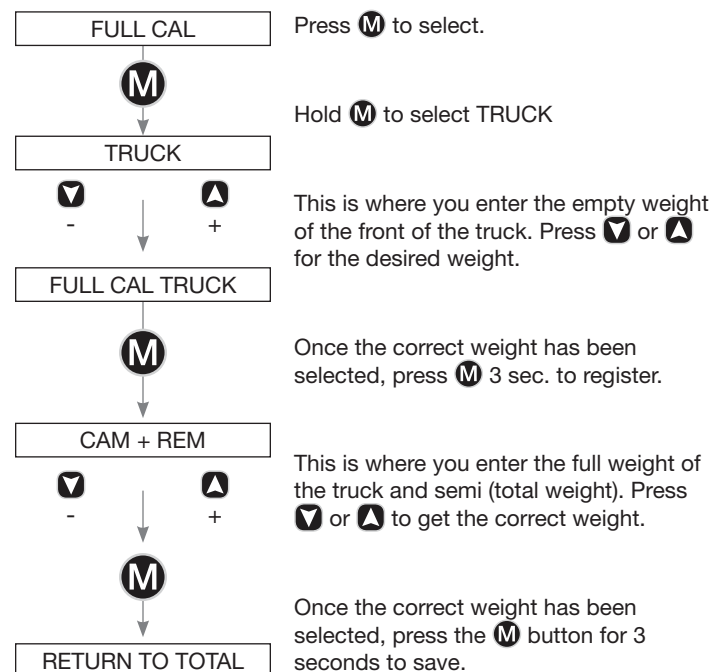 FULL CAL
Press M to select.
M
Hold M to select TRUCK
TRUCK
- +
This is where you enter the empty weight
of the front of the truck. Press or
for the desired weight.
FULL CAL TRUCK
M
Once the correct weight has been
selected, press M 3 sec. to register.
CAM + REM
- +
This is where you enter the full weight of
the truck and semi (total weight). Press
or to get the correct weight.
M
Once the correct weight has been
selected, press the M button for 3
seconds to save.
RETURN TO TOTAL